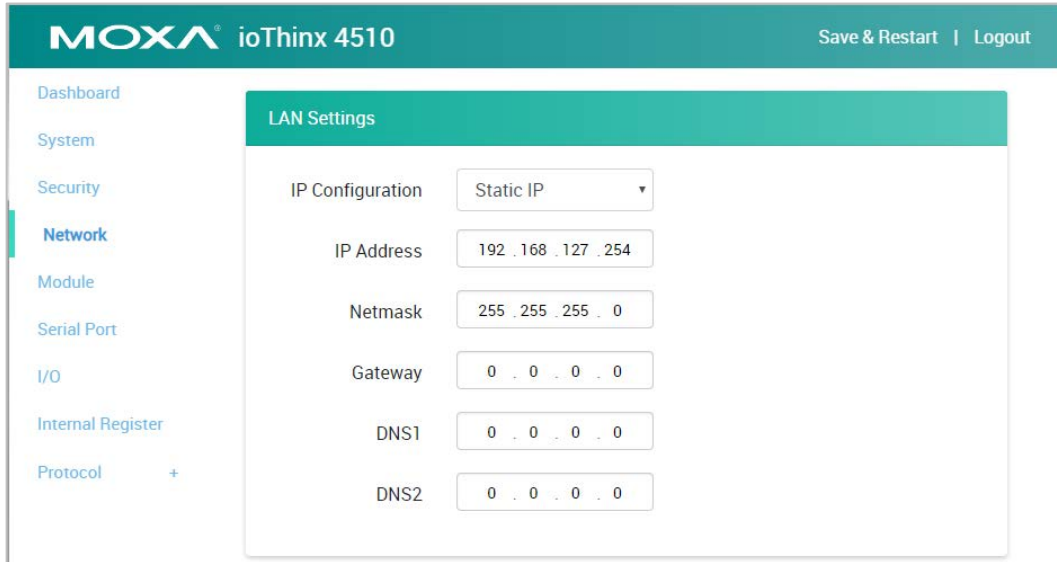 MOXA® ioThinx 4510
Save & Restart | Logout
Dashboard
System
Security
Network
Module
Serial Port
I/O
Internal Register
Protocol +
LAN Settings
IP Configuration Static IP
IP Address 192 . 168 . 127 . 254
Netmask 255 . 255 . 255 . 0
Gateway 0 . 0 . 0 . 0
DNS1 0 . 0 . 0 . 0
DNS2 0 . 0 . 0 . 0